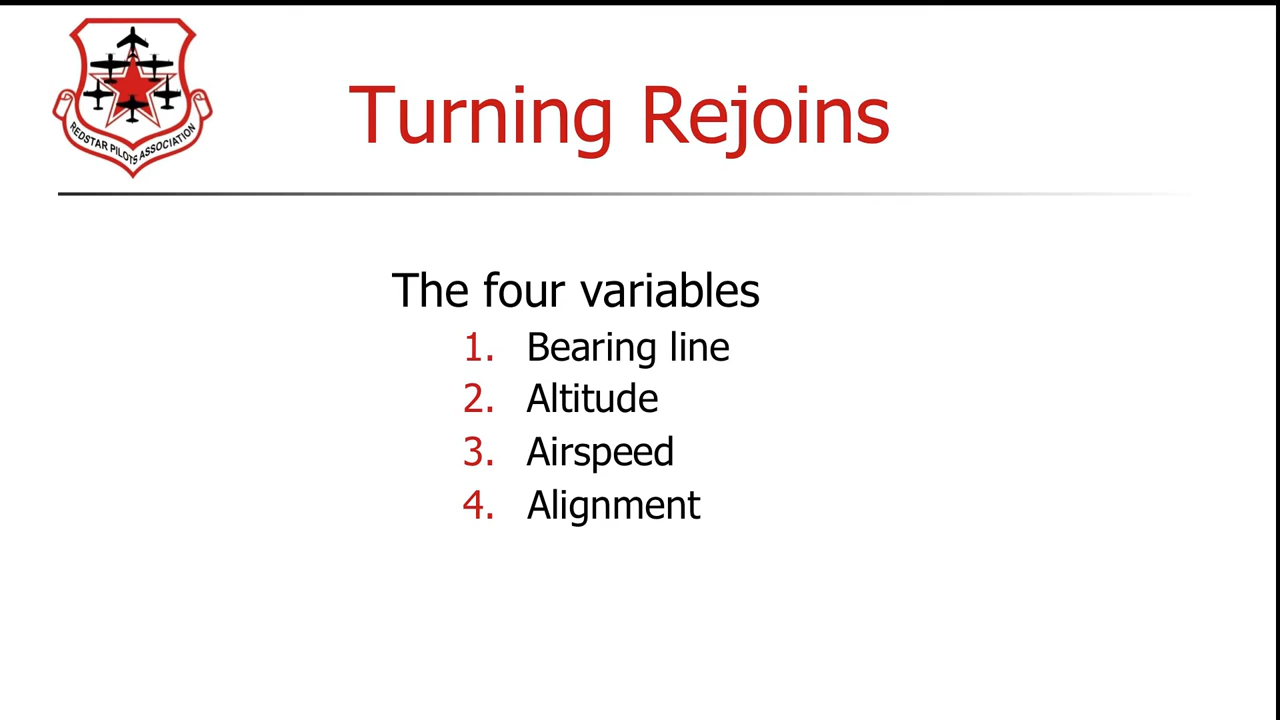 REDSTAR PILOTS ASSOCIATION
Turning Rejoins
The four variables
1. Bearing line
2. Altitude
3. Airspeed
4. Alignment